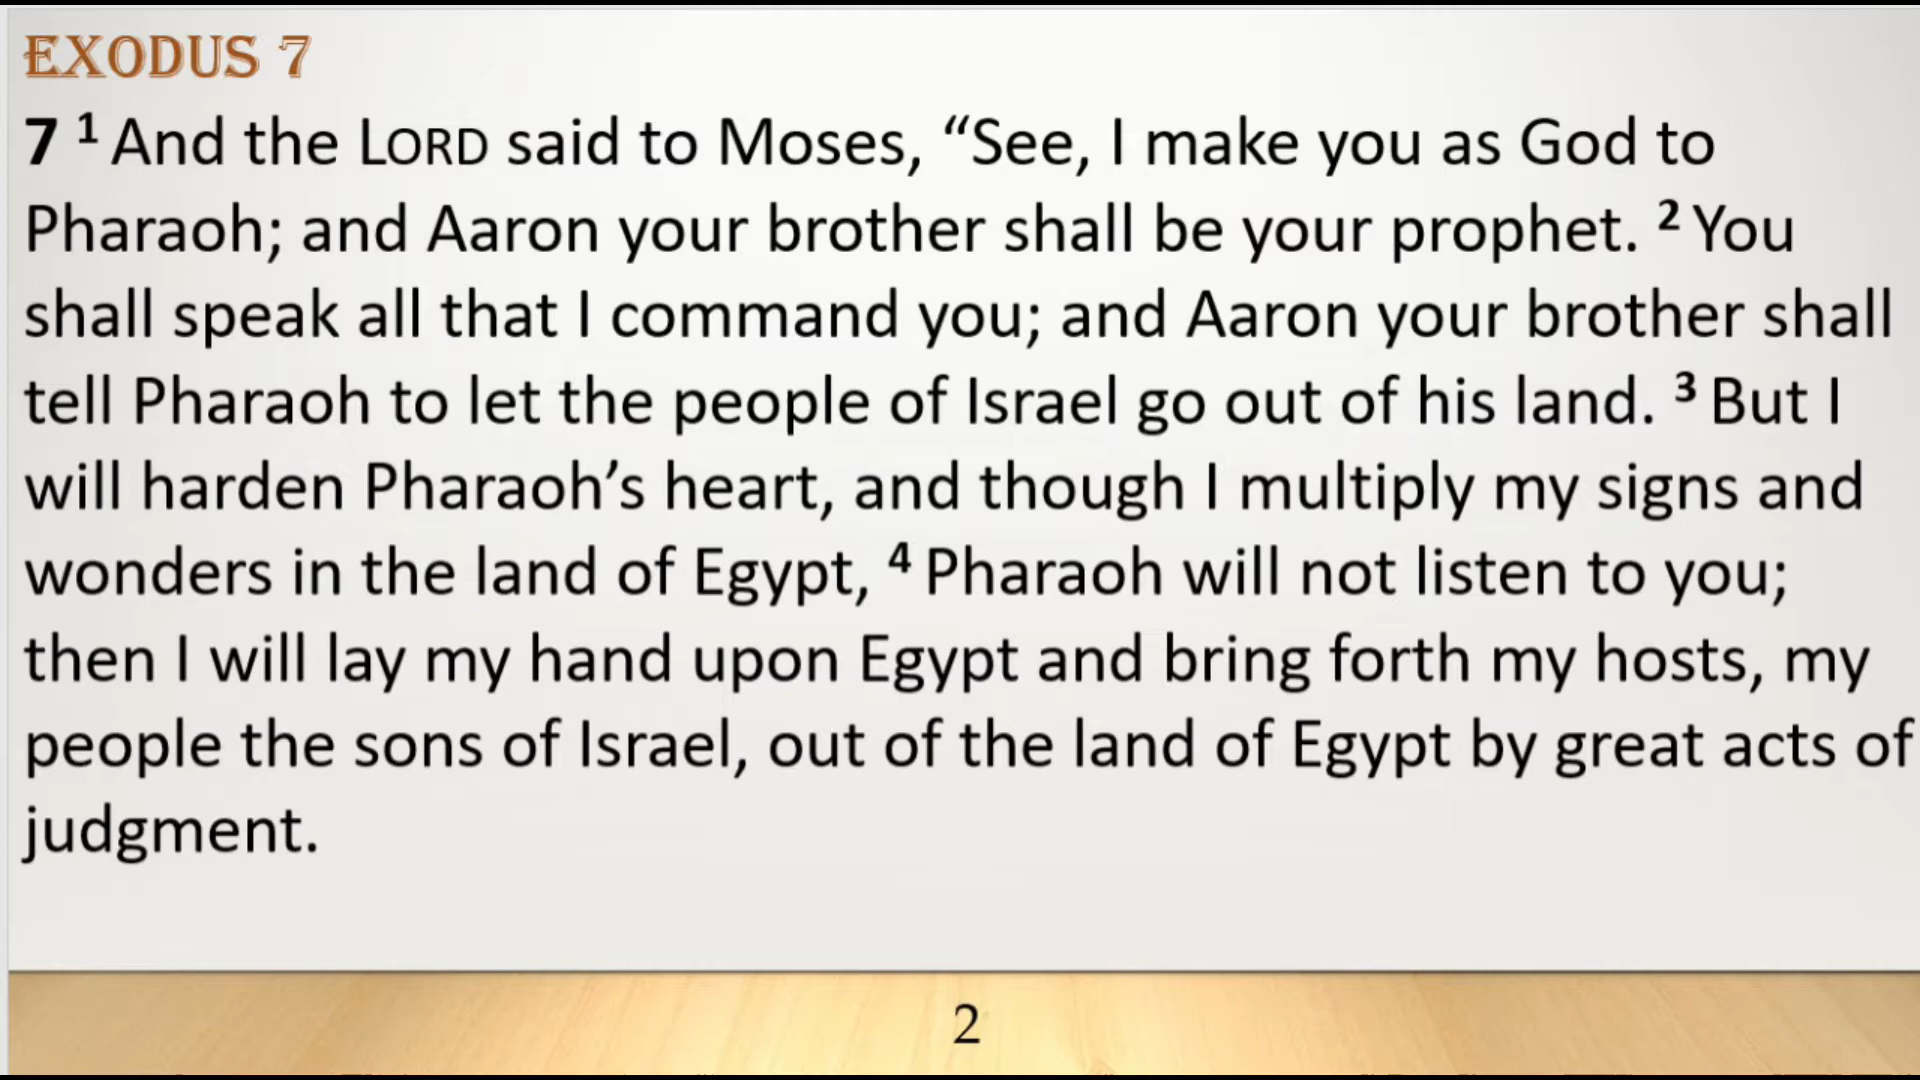 EXODUS 7
7 1 And the LORD said to Moses, “See, I make you as God to
Pharaoh; and Aaron your brother shall be your prophet. 2 You
shall speak all that I command you; and Aaron your brother shall
tell Pharaoh to let the people of Israel go out of his land. 3 But I
will harden Pharaoh’s heart, and though I multiply my signs and
wonders in the land of Egypt, 4 Pharaoh will not listen to you;
then I will lay my hand upon Egypt and bring forth my hosts, my
people the sons of Israel, out of the land of Egypt by great acts of
judgment.
2